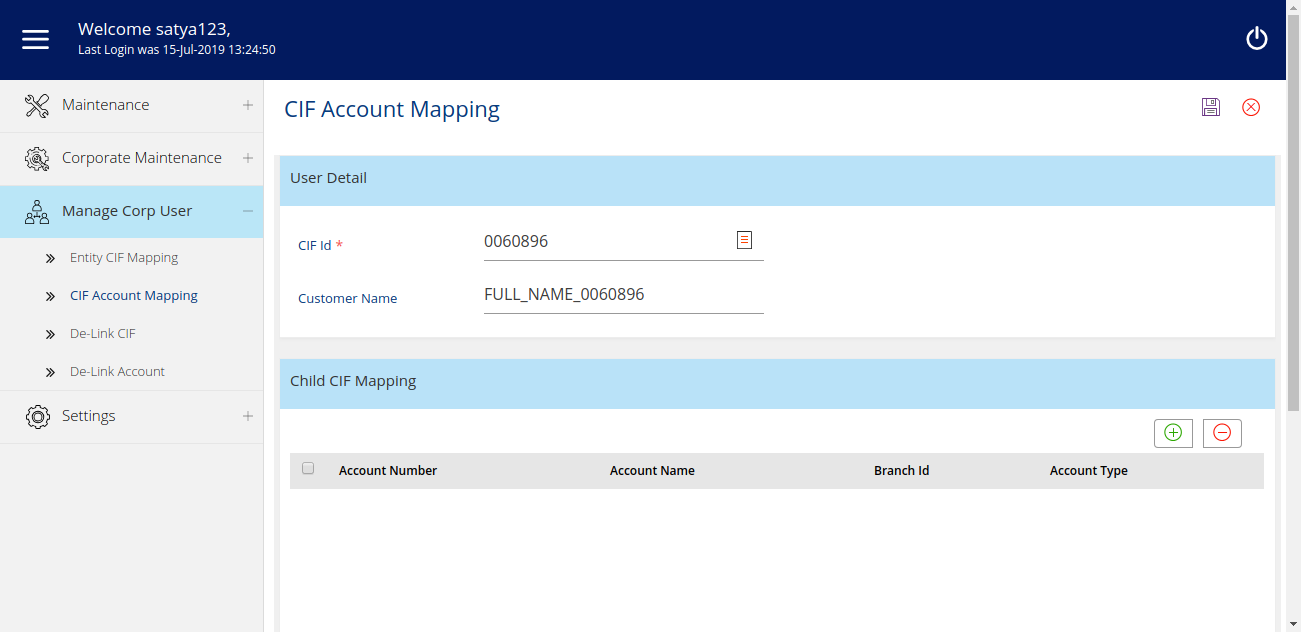 Welcome satya123,
Last Login was 15-Jul-2019 13:24:50
Maintenance
Corporate Maintenance
Manage Corp User
Entity CIF Mapping
CIF Account Mapping
De-Link CIF
De-Link Account
Settings
CIF Account Mapping
User Detail
CIF Id *
0060896
Customer Name
FULL_NAME_0060896
Child CIF Mapping
Account Number Account Name Branch Id Account Type